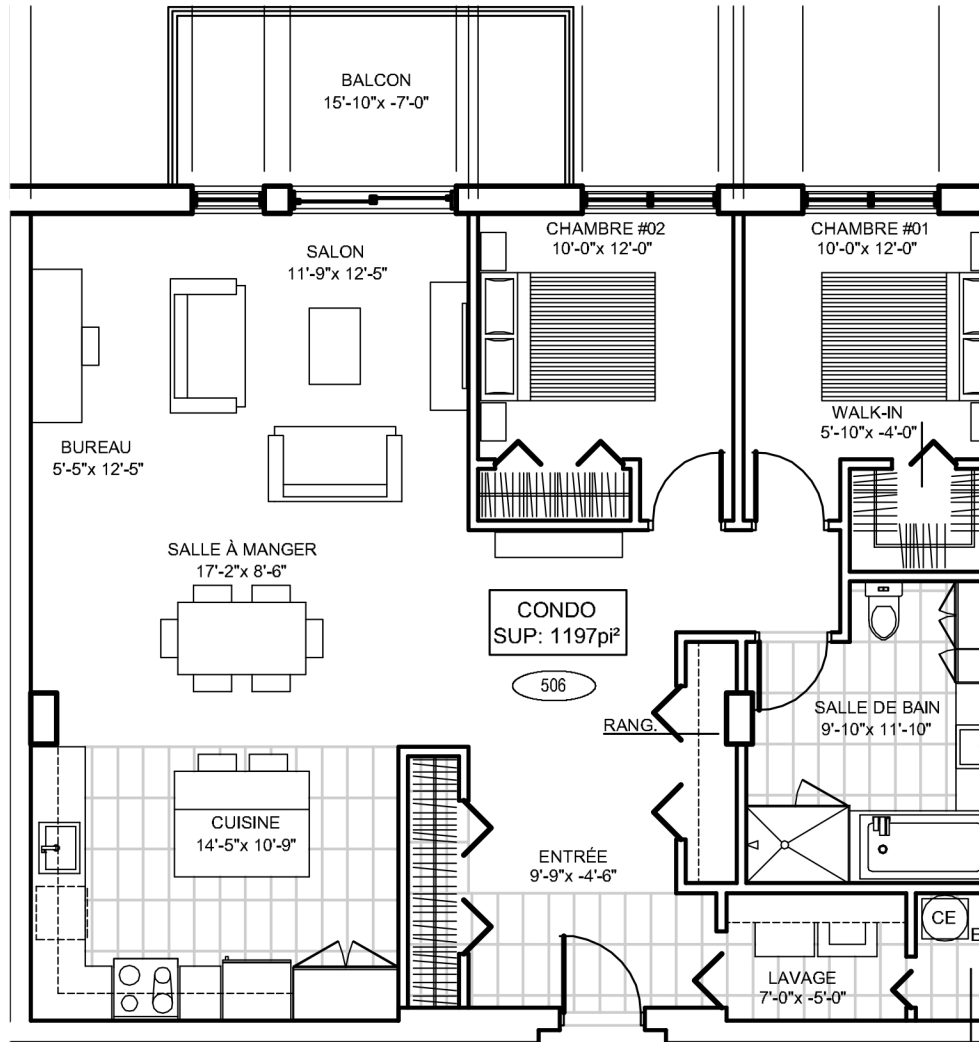 BALCON
15'-10"x -7'-0"
SALON
11'-9"x 12'-5"
CHAMBRE #02
10'-0"x 12'-0"
CHAMBRE #01
10'-0"x 12'-0"
BUREAU
5'-5"x 12'-5"
WALK-IN
5'-10"x -4'-0"
SALLE À MANGER
17'-2"x 8'-6"
CONDO
SUP: 1197pi²
506
RANG.
SALLE DE BAIN
9'-10"x 11'-10"
CUISINE
14'-5"x 10'-9"
ENTRÉE
9'-9"x -4'-6"
CE
E
LAVAGE
7'-0"x -5'-0"